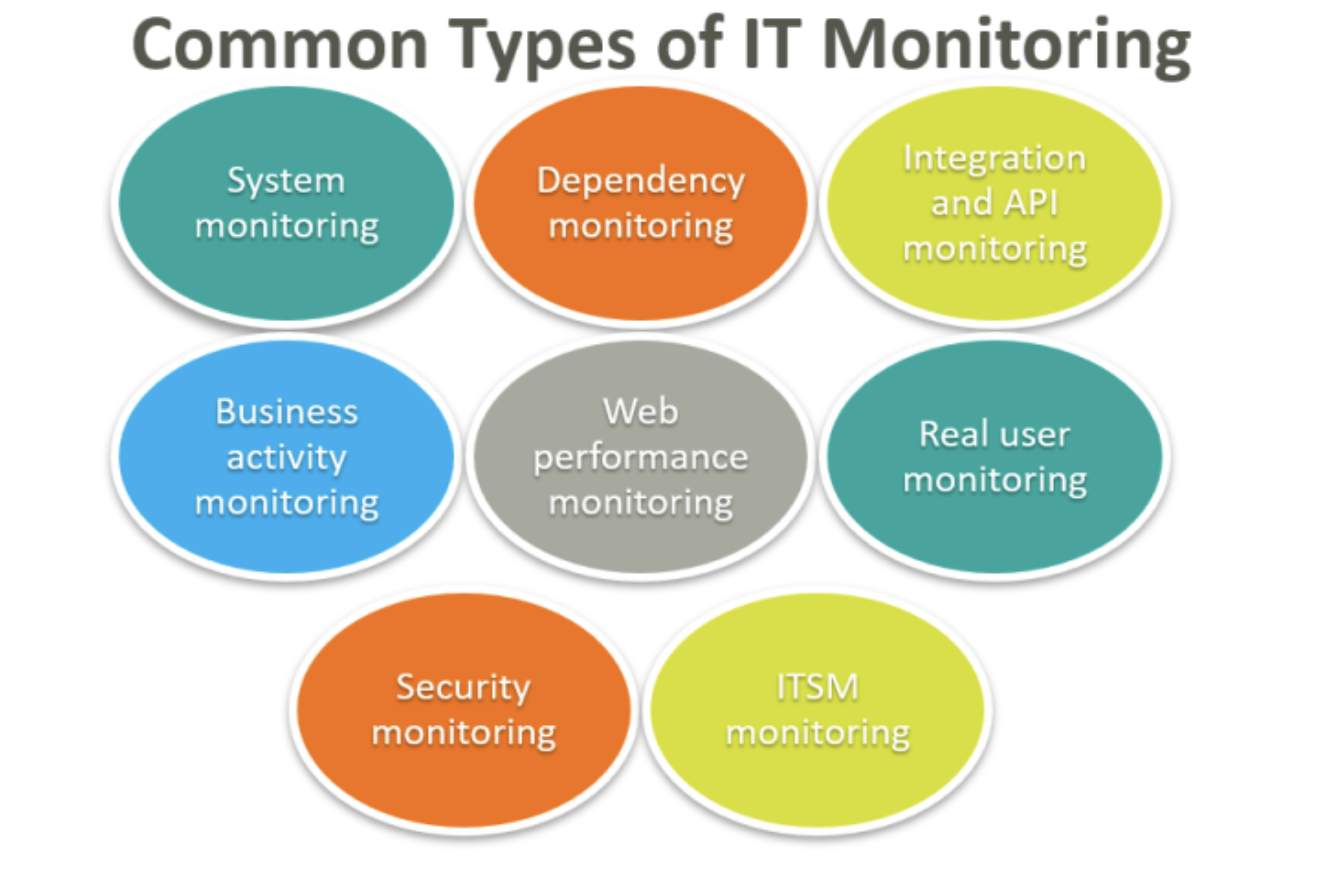 Common Types of IT Monitoring
System
monitoring
Dependency
monitoring
Integration
and API
monitoring
Business
activity
monitoring
Web
performance
monitoring
Real user
monitoring
Security
monitoring
ITSM
monitoring